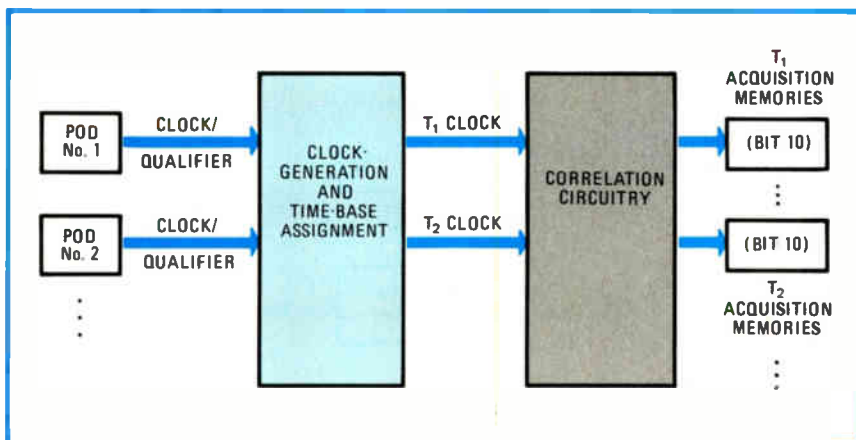 POD
No. 1
CLOCK/
QUALIFIER
POD
No. 2
CLOCK/
QUALIFIER
CLOCK-
GENERATION
AND
TIME-BASE
ASSIGNMENT
T₁ CLOCK
T₂ CLOCK
CORRELATION
CIRCUITRY
T₁
ACQUISITION
MEMORIES
(BIT 10)
(BIT 10)
T₂
ACQUISITION
MEMORIES